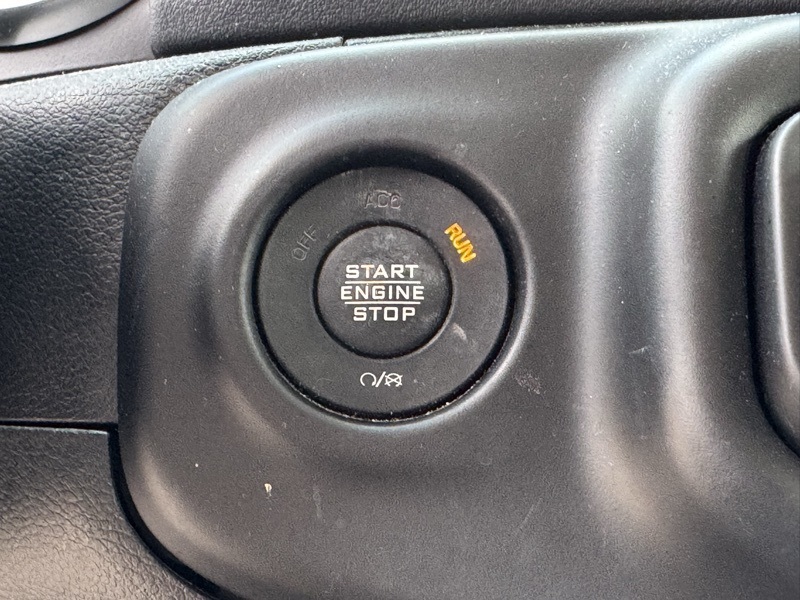 OFF
ACC
RUN
START
ENGINE
STOP